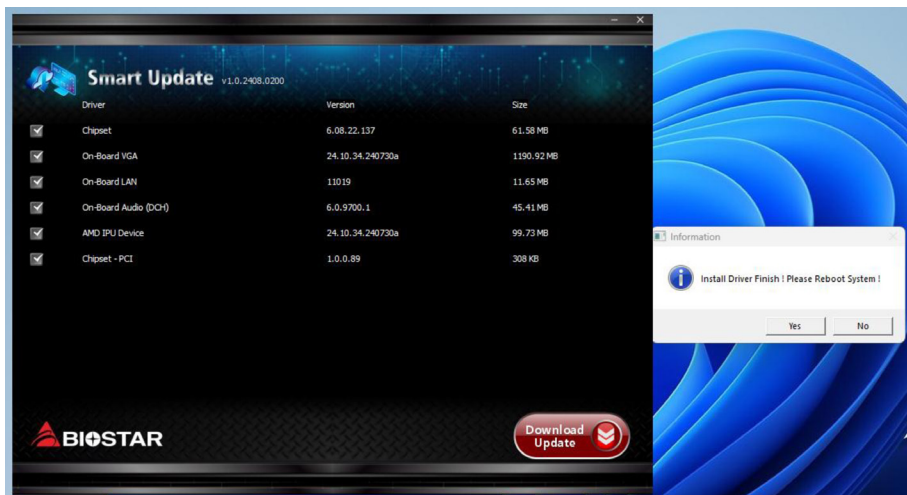 Smart Update v1.0.2408.0200
Driver Version Size
Chipset 6.08.22.137 61.58 MB
On-Board VGA 24.10.34.240730a 1190.92 MB
On-Board LAN 11019 11.65 MB
On-Board Audio (DCH) 6.0.9700.1 45.41 MB
AMD IPU Device 24.10.34.240730a 99.73 MB
Chipset - PCI 1.0.0.89 308 KB
BIOSTAR
Download
Update
Information
Install Driver Finish ! Please Reboot System !
Yes No